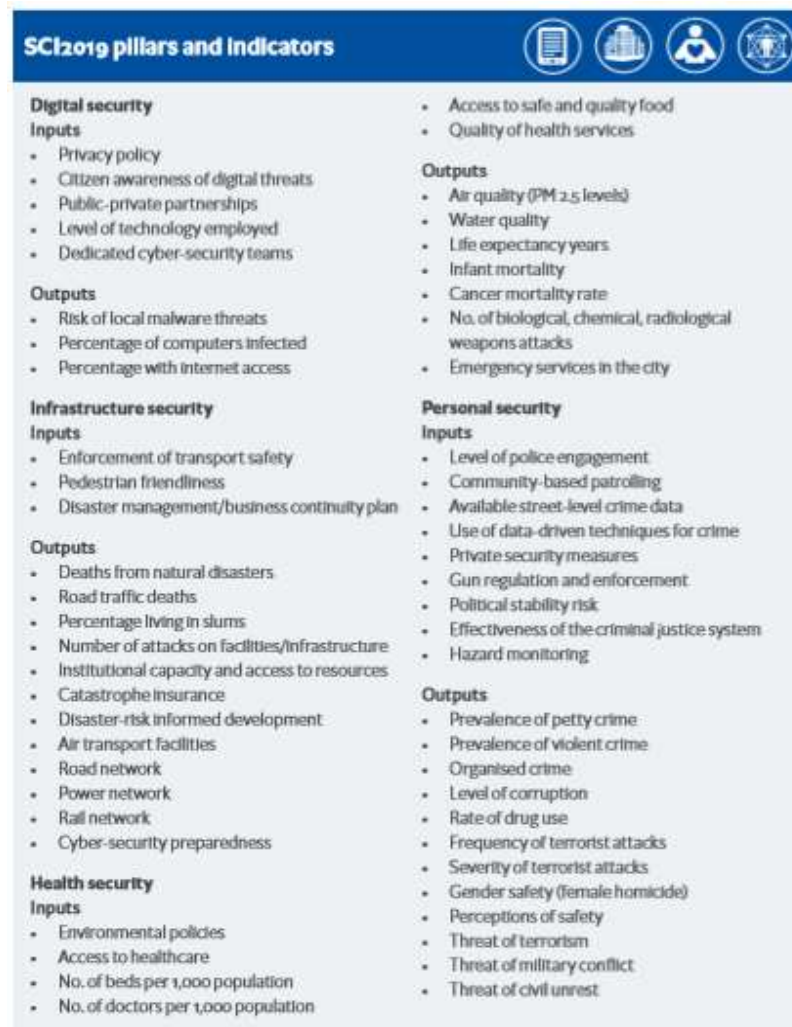 SCI2019 pillars and indicators
Digital security
Inputs
• Privacy policy
• Citizen awareness of digital threats
• Public-private partnerships
• Level of technology employed
• Dedicated cyber-security teams
Outputs
• Risk of local malware threats
• Percentage of computers infected
• Percentage with internet access
Infrastructure security
Inputs
• Enforcement of transport safety
• Pedestrian friendliness
• Disaster management/business continuity plan
Outputs
• Deaths from natural disasters
• Road traffic deaths
• Percentage living in slums
• Number of attacks on facilities/infrastructure
• Institutional capacity and access to resources
• Catastrophe insurance
• Disaster-risk informed development
• Air transport facilities
• Road network
• Power network
• Rail network
• Cyber-security preparedness
Health security
Inputs
• Environmental policies
• Access to healthcare
• No. of beds per 1,000 population
• No. of doctors per 1,000 population
• Access to safe and quality food
• Quality of health services
Outputs
• Air quality (PM 2.5 levels)
• Water quality
• Life expectancy years
• Infant mortality
• Cancer mortality rate
• No. of biological, chemical, radiological
weapons attacks
• Emergency services in the city
Personal security
Inputs
• Level of police engagement
• Community-based patrolling
• Available street-level crime data
• Use of data-driven techniques for crime
• Private security measures
• Gun regulation and enforcement
• Political stability risk
• Effectiveness of the criminal justice system
• Hazard monitoring
Outputs
• Prevalence of petty crime
• Prevalence of violent crime
• Organised crime
• Level of corruption
• Rate of drug use
• Frequency of terrorist attacks
• Severity of terrorist attacks
• Gender safety (female homicide)
• Perceptions of safety
• Threat of terrorism
• Threat of military conflict
• Threat of civil unrest